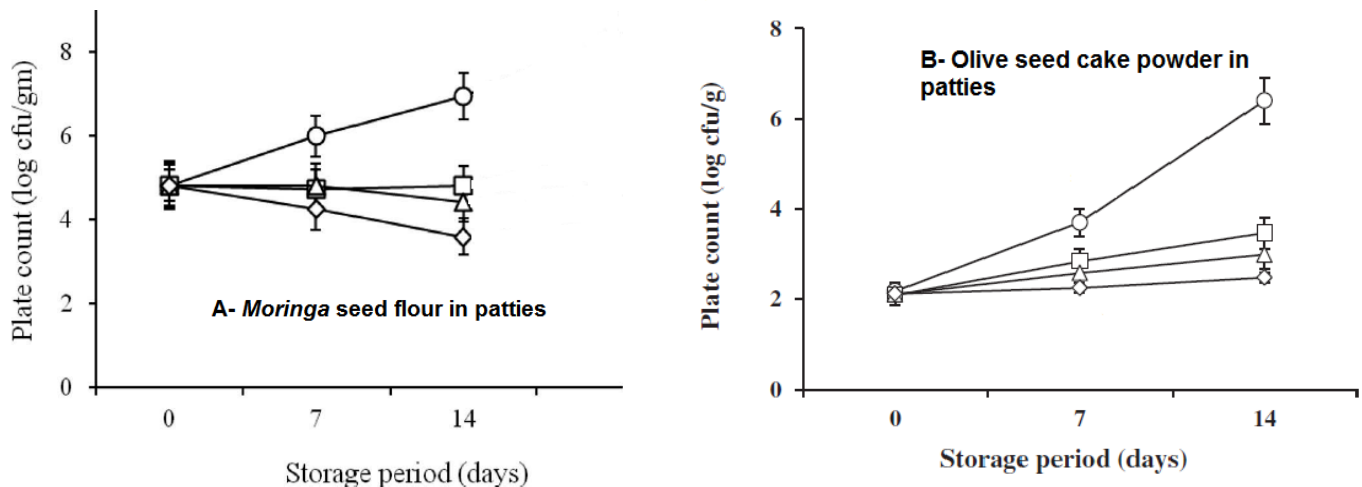 Plate count (log cfu/gm)
8
6
4
2
0
A- Moringa seed flour in patties
0 7 14
Storage period (days)
Plate count (log cfu/g)
8
6
4
2
0
B- Olive seed cake powder in
patties
0 7 14
Storage period (days)